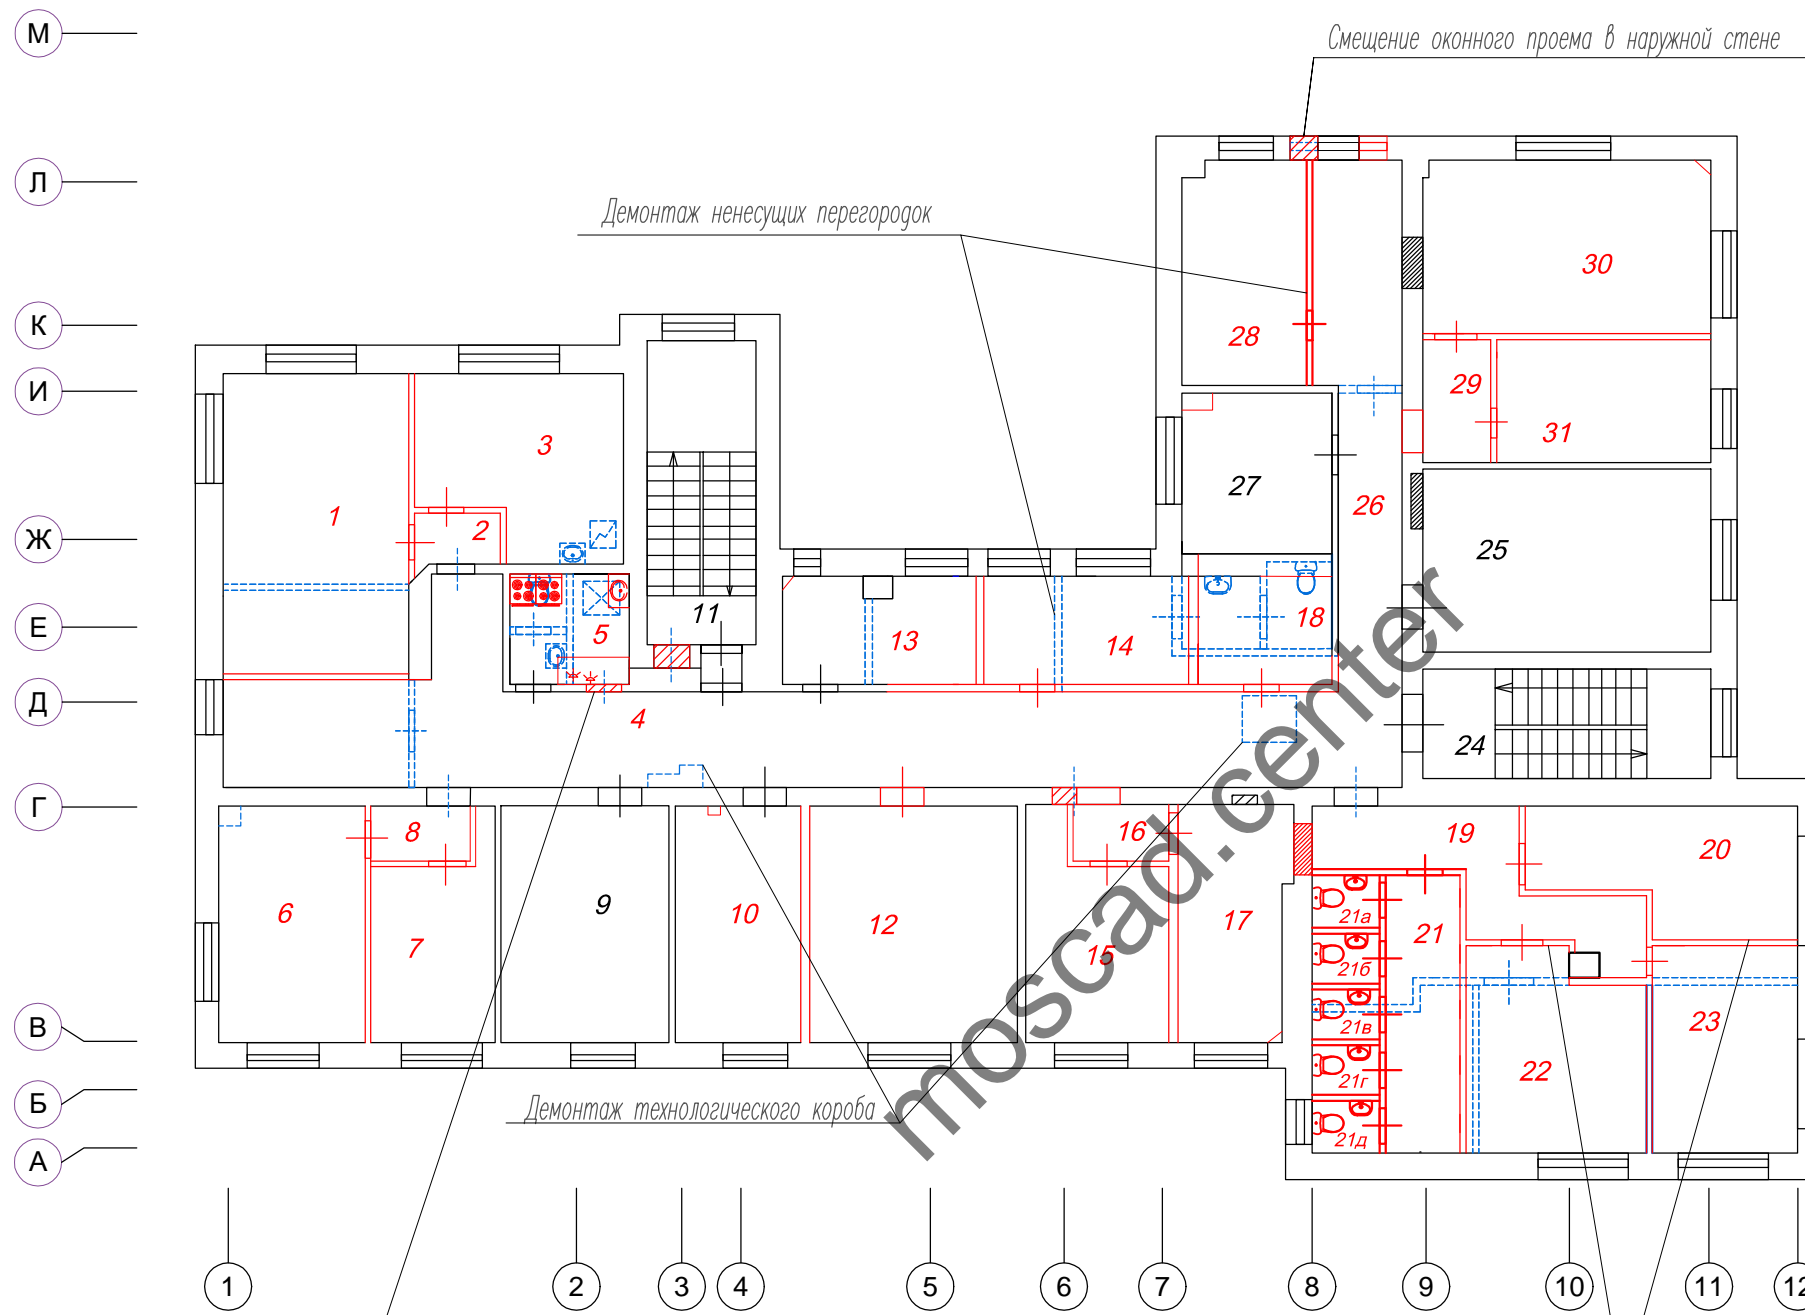 М
Смещение оконного проема в наружной стене
Л
Демонтаж ненесущих перегородок
30
К
28
И
29
3
31
27
1
2
26
Ж
25
Е
11
18
5
13
14
Д
4
24
Г
8
16
19
20
9
6
10
12
17
21а
21
7
15
21б
В
21в
23
22
21г
Демонтаж технологического короба
Б
21д
А
moscad.center
1
2
3
4
5
6
7
8
9
10
11
12